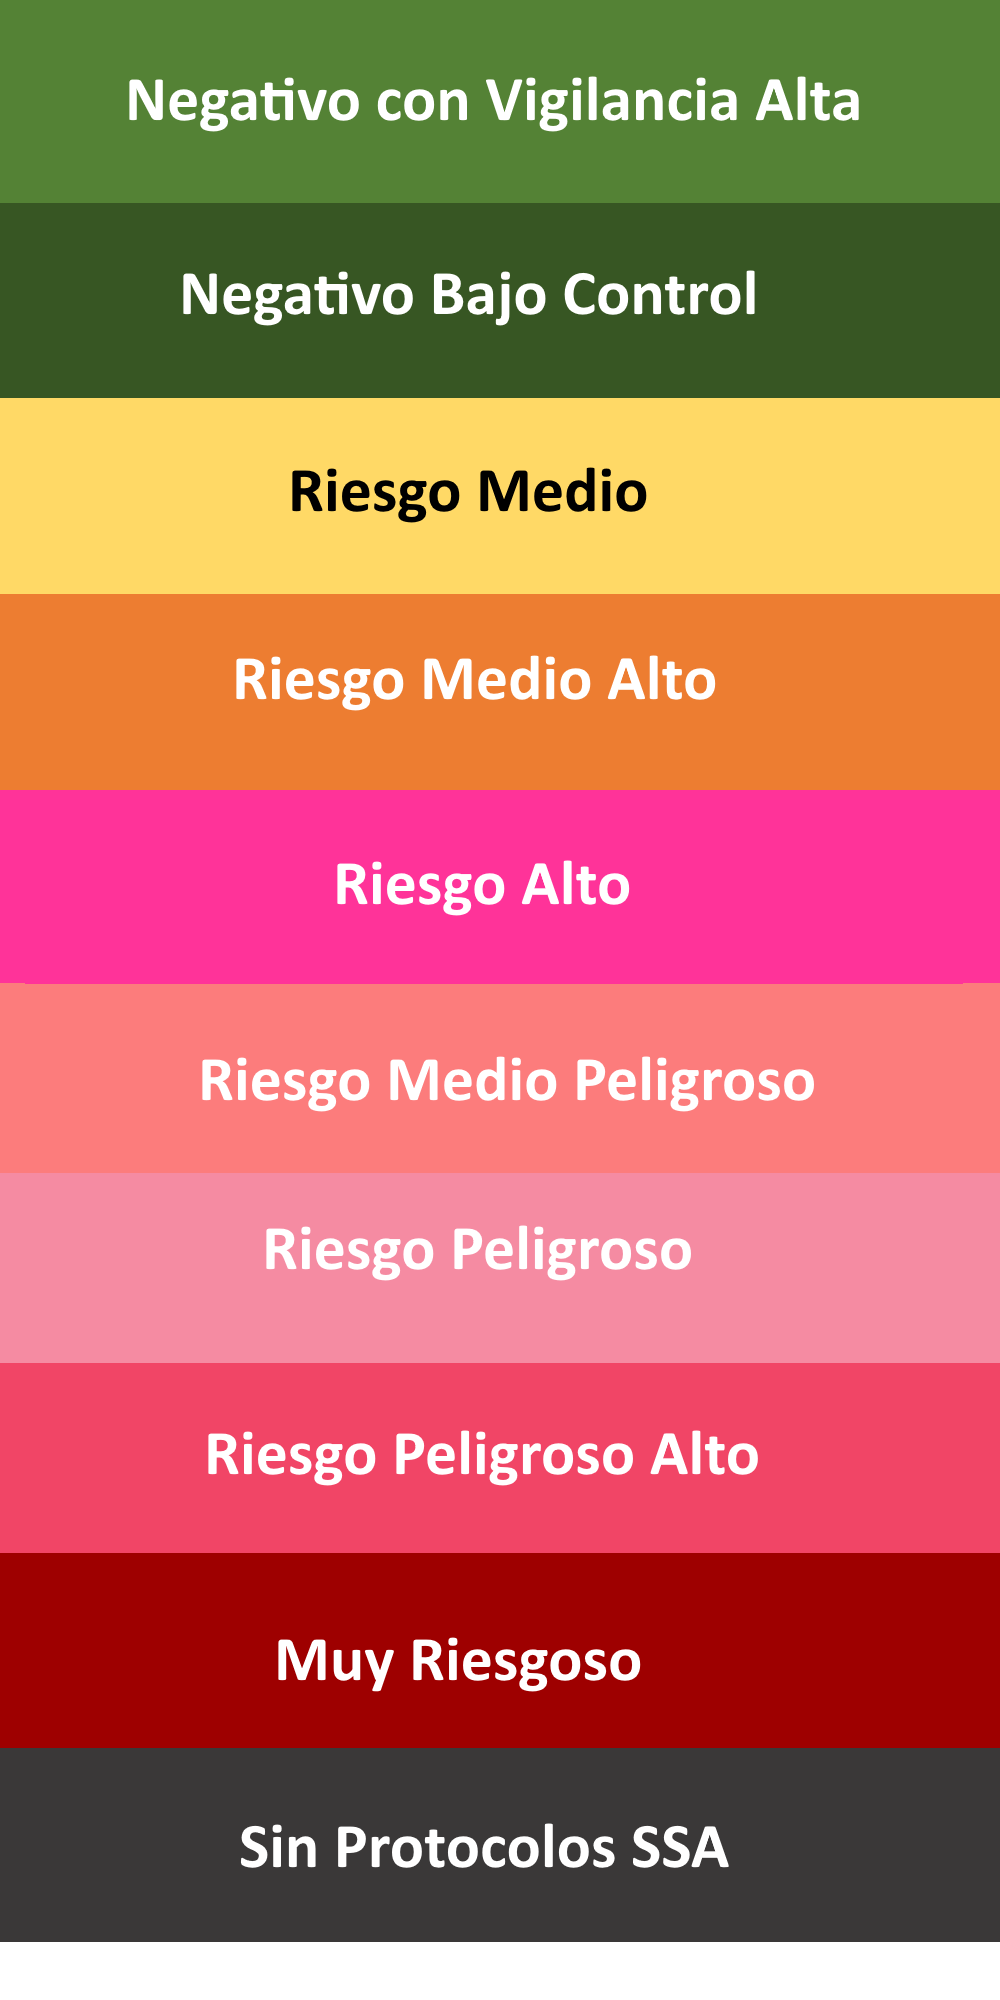 Negativo con Vigilancia Alta
Negativo Bajo Control
Riesgo Medio
Riesgo Medio Alto
Riesgo Alto
Riesgo Medio Peligroso
Riesgo Peligroso
Riesgo Peligroso Alto
Muy Riesgoso
Sin Protocolos SSA